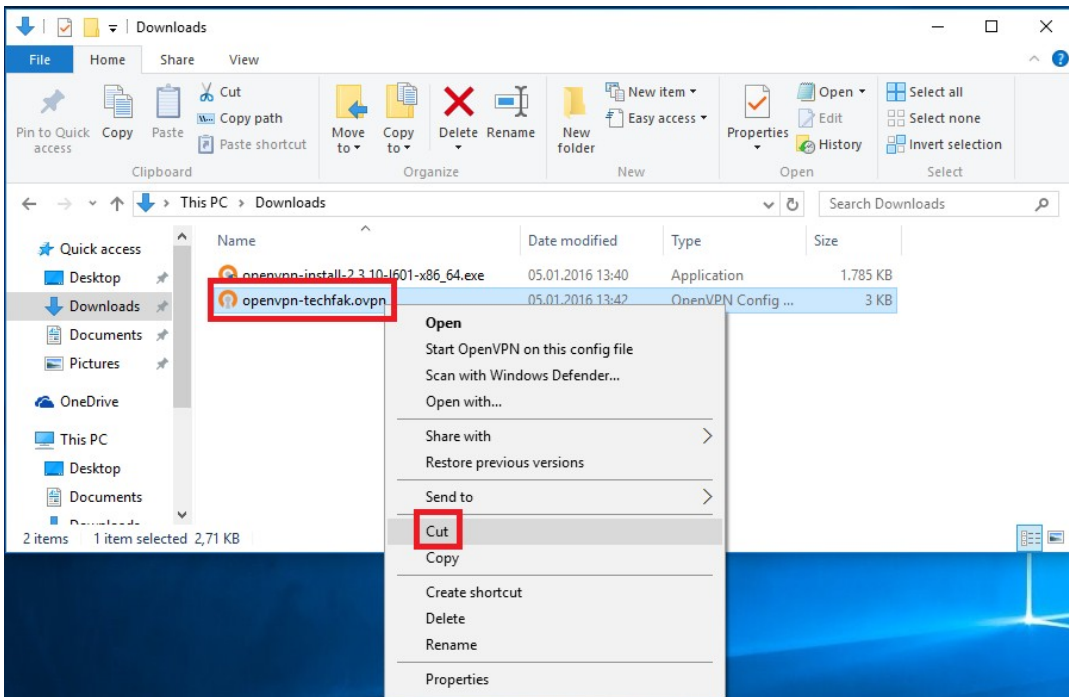 Downloads
File Home Share View
Pin to Quick access
Copy
Paste
Cut
Copy path
Paste shortcut
Clipboard
Move to
Copy to
Delete
Rename
Organize
New folder
New item
Easy access
New
Properties
Open
Edit
History
Open
Select all
Select none
Invert selection
Select
This PC > Downloads
Search Downloads
Name Date modified Type Size
openvpn-install-2.3.10-I601-x86_64.exe 05.01.2016 13:40 Application 1.785 KB
openvpn-techfak.ovpn 05.01.2016 13:42 OpenVPN Config ... 3 KB
Quick access
Desktop
Downloads
Documents
Pictures
OneDrive
This PC
Desktop
Documents
Downloads
2 items 1 item selected 2,71 KB
Open
Start OpenVPN on this config file
Scan with Windows Defender...
Open with...
Share with
Restore previous versions
Send to
Cut
Copy
Create shortcut
Delete
Rename
Properties